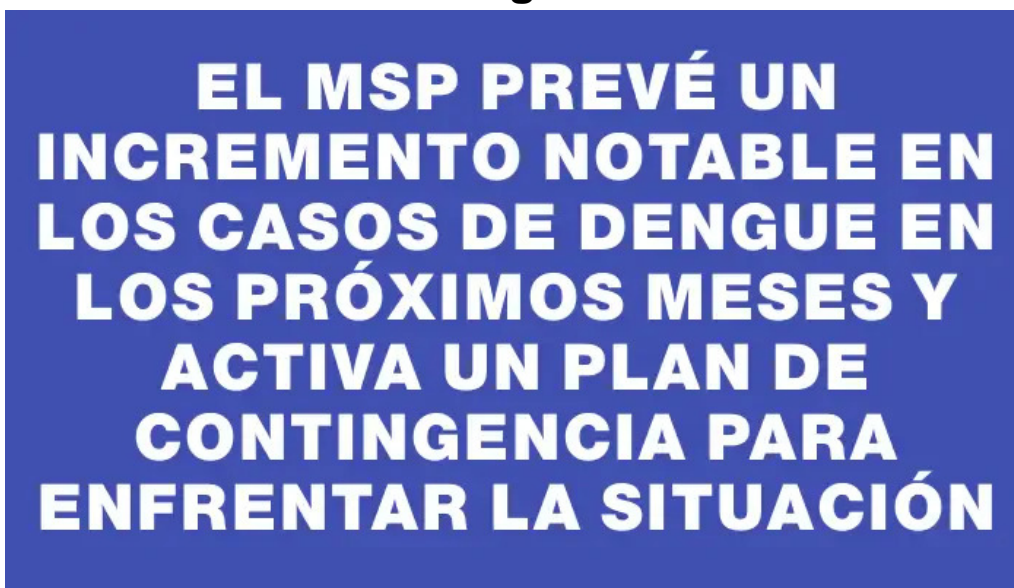 EL MSP PREVÉ UN
INCREMENTO NOTABLE EN
LOS CASOS DE DENGUE EN
LOS PRÓXIMOS MESES Y
ACTIVA UN PLAN DE
CONTINGENCIA PARA
ENFRENTAR LA SITUACIÓN